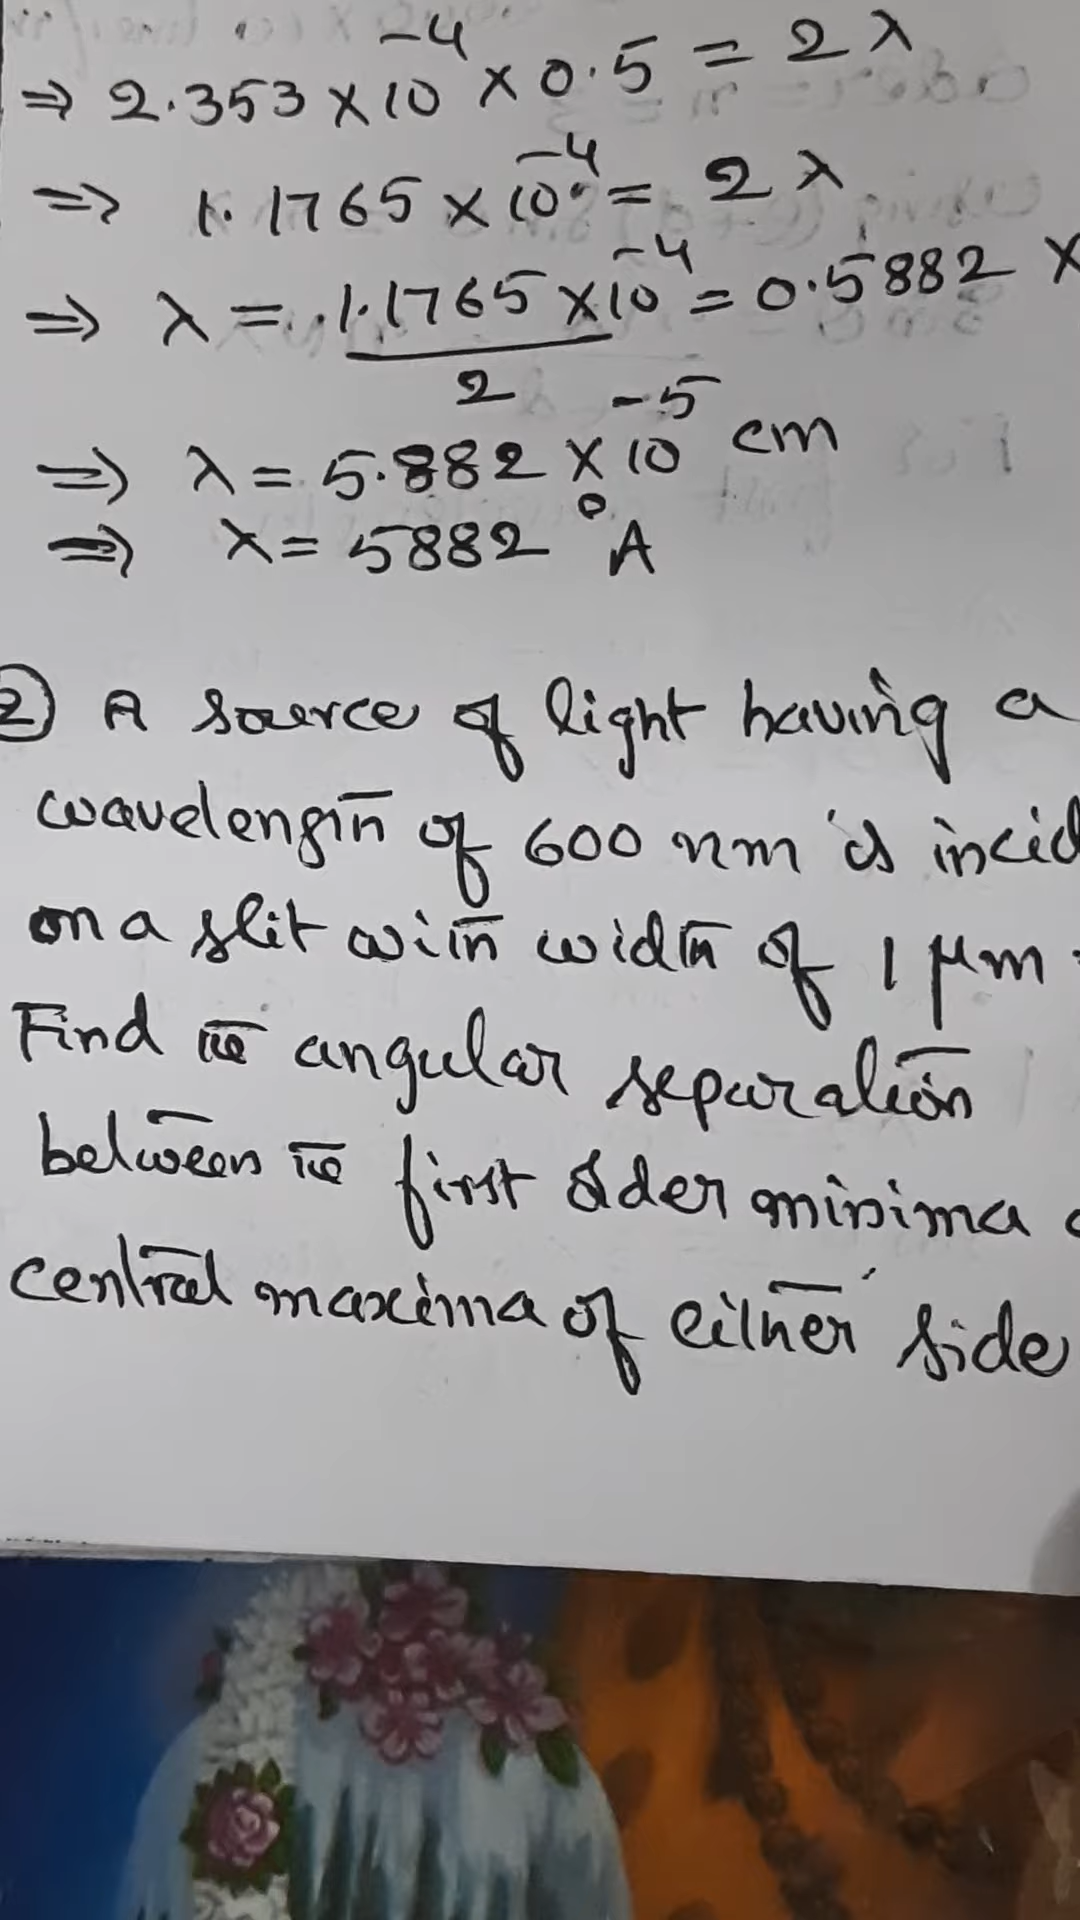 ⇒ 2.353 × 10⁻⁴ × 0.5 = 2λ
⇒ 1.1765 × 10⁻⁴ = 2λ
⇒ λ = 1.1765 × 10⁻⁴ / 2 = 0.5882 ×
⇒ λ = 5.882 × 10⁻⁵ cm
⇒ λ = 5882 Å
2) A source of light having a
wavelength of 600 nm is incid
on a slit with width of 1 μm.
Find the angular separation
between the first order minima
central maxima of either side